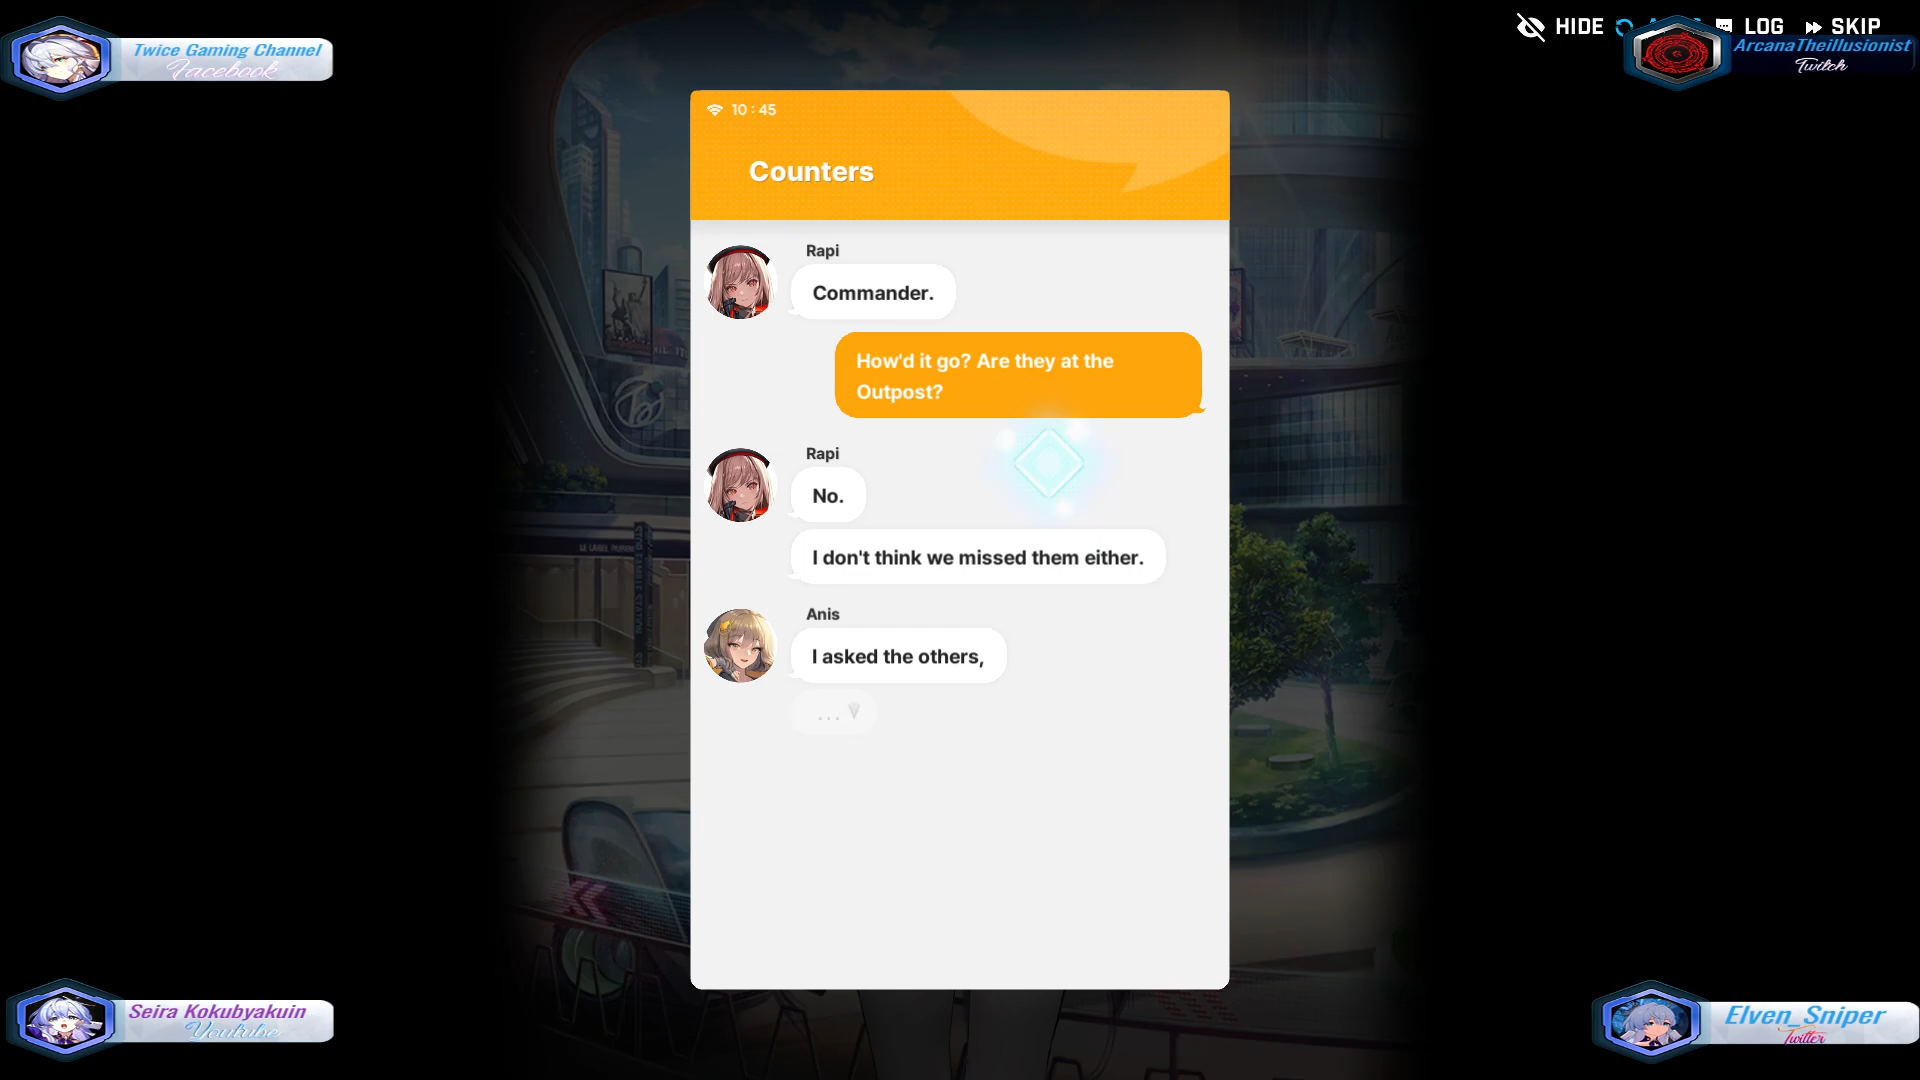 Twice Gaming Channel
Facebook
HIDE
LOG
SKIP
ArcanaTheillusionist
Twitch
10 : 45
Counters
Rapi
Commander.
How'd it go? Are they at the
Outpost?
Rapi
No.
I don't think we missed them either.
Anis
I asked the others,
...
Seira Kokubyakuin
Youtube
Elven_Sniper
Twitter